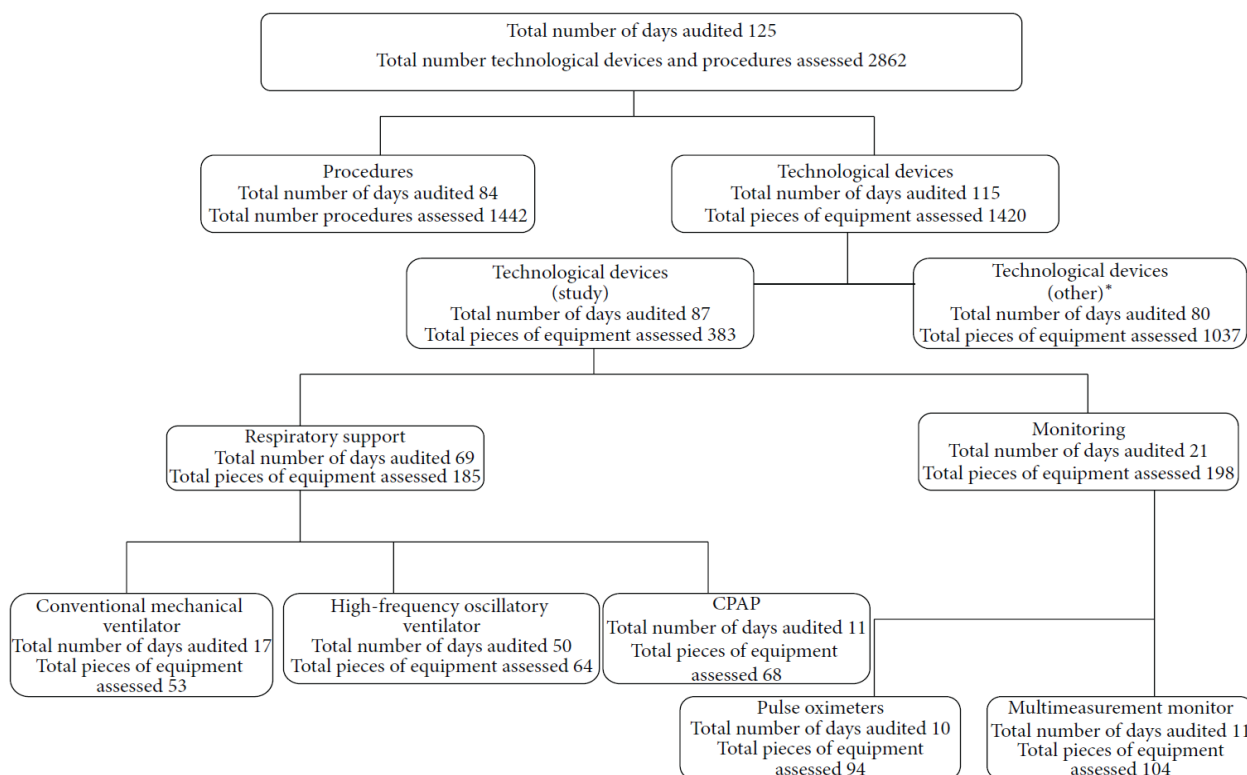 Total number of days audited 125
Total number technological devices and procedures assessed 2862
Procedures
Total number of days audited 84
Total number procedures assessed 1442
Technological devices
Total number of days audited 115
Total pieces of equipment assessed 1420
Technological devices
(study)
Total number of days audited 87
Total pieces of equipment assessed 383
Technological devices
(other)*
Total number of days audited 80
Total pieces of equipment assessed 1037
Respiratory support
Total number of days audited 69
Total pieces of equipment assessed 185
Monitoring
Total number of days audited 21
Total pieces of equipment assessed 198
Conventional mechanical
ventilator
Total number of days audited 17
Total pieces of equipment
assessed 53
High-frequency oscillatory
ventilator
Total number of days audited 50
Total pieces of equipment assessed 64
CPAP
Total number of days audited 11
Total pieces of equipment
assessed 68
Pulse oximeters
Total number of days audited 10
Total pieces of equipment
assessed 94
Multimeasurement monitor
Total number of days audited 11
Total pieces of equipment
assessed 104